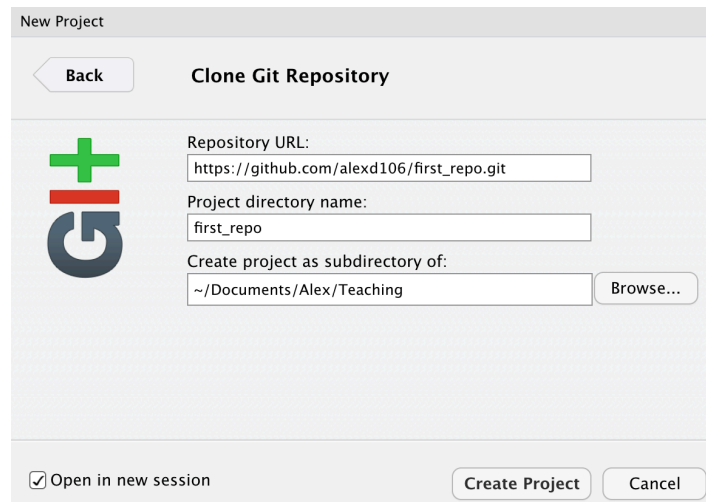 New Project
Back
Clone Git Repository
Repository URL:
https://github.com/alexd106/first_repo.git
Project directory name:
first_repo
Create project as subdirectory of:
~/Documents/Alex/Teaching
Browse...
GIt
Open in new session
Create Project
Cancel